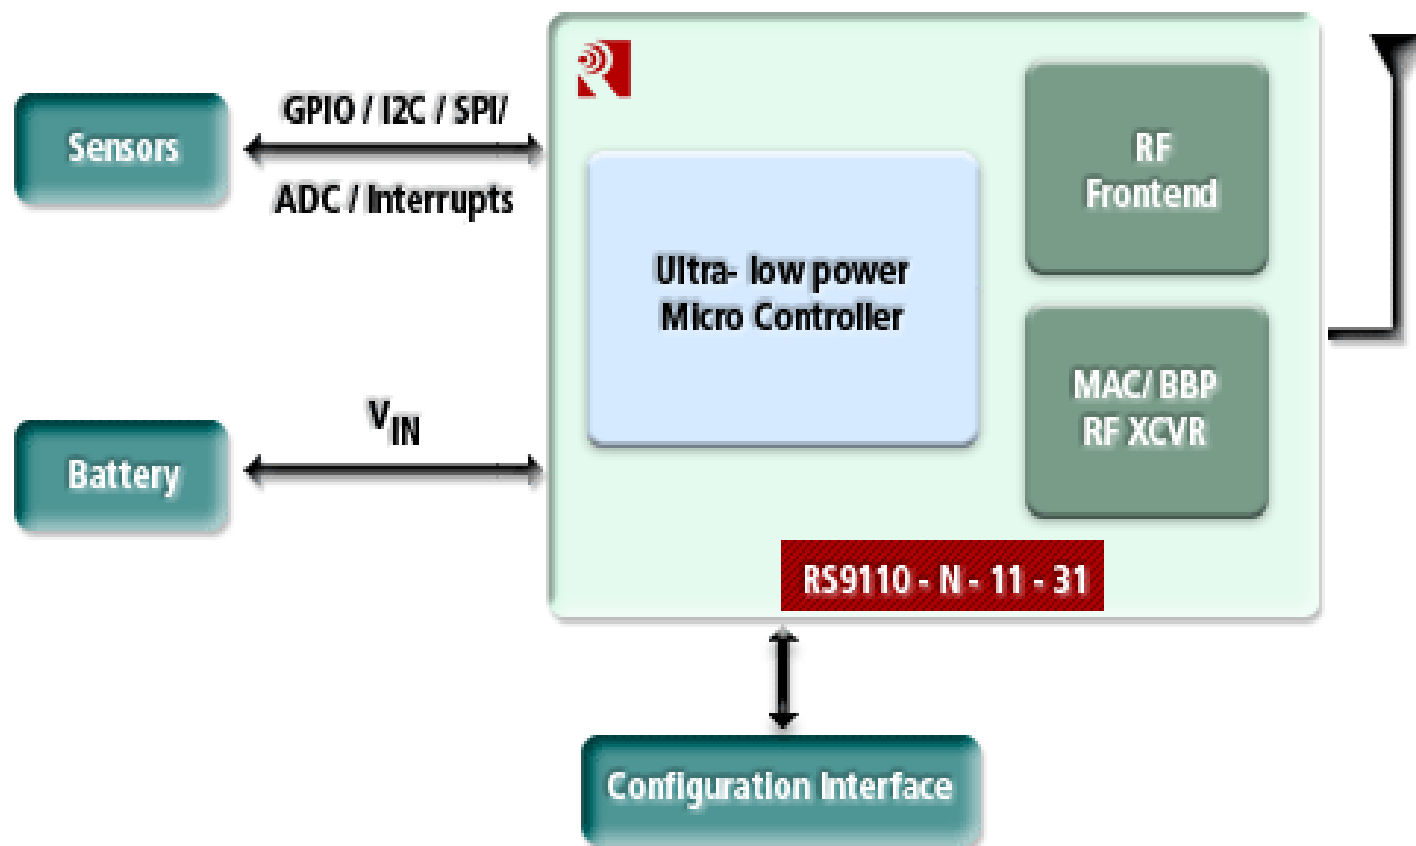 GPIO / I2C / SPI/
Sensors
ADC / Interrupts
RF
Frontend
Ultra- low power
Micro Controller
MAC/ BBP
RF XCVR
VIN
Battery
RS9110 - N - 11 - 31
Configuration Interface